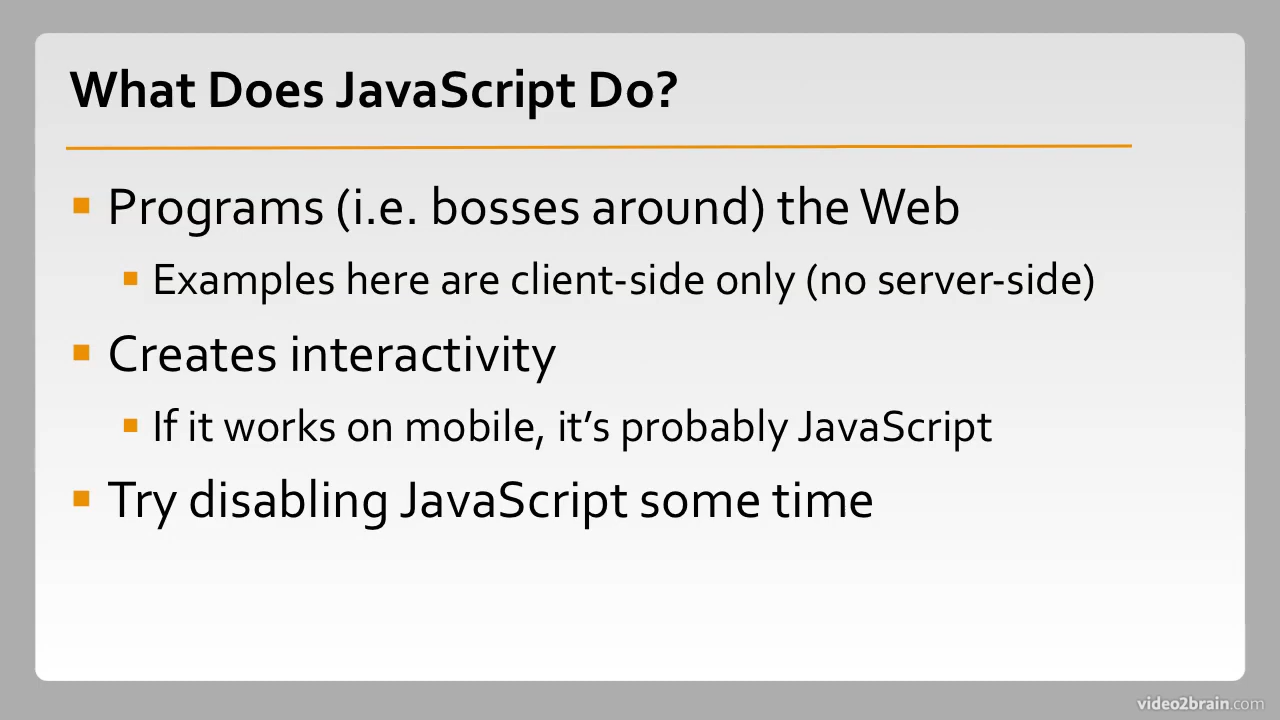 What Does JavaScript Do?
Programs (i.e. bosses around) the Web
Examples here are client-side only (no server-side)
Creates interactivity
If it works on mobile, it’s probably JavaScript
Try disabling JavaScript some time
video2brain.com